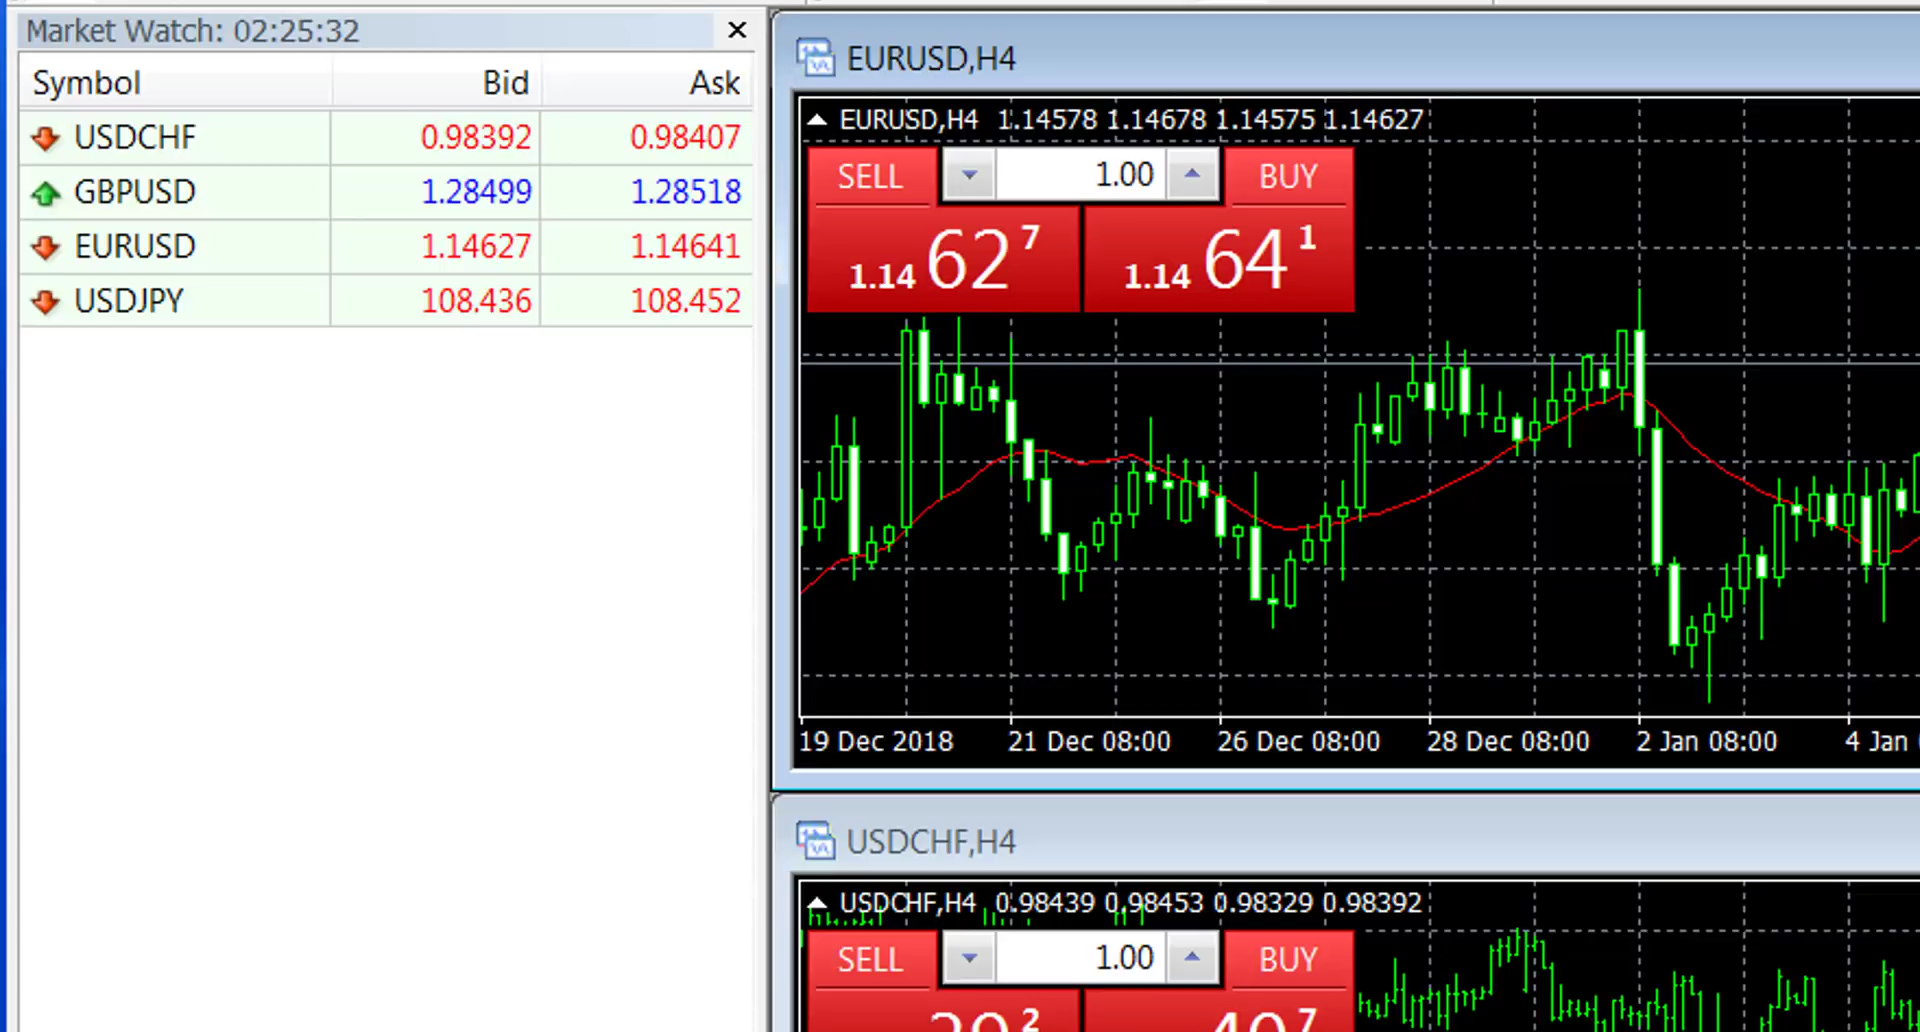 Market Watch: 02:25:32
Symbol Bid Ask
USDCHF 0.98392 0.98407
GBPUSD 1.28499 1.28518
EURUSD 1.14627 1.14641
USDJPY 108.436 108.452
EURUSD,H4
EURUSD,H4 1.14578 1.14678 1.14575 1.14627
SELL 1.00 BUY
1.14 62 7 1.14 64 1
19 Dec 2018 21 Dec 08:00 26 Dec 08:00 28 Dec 08:00 2 Jan 08:00 4 Jan
USDCHF,H4
USDCHF,H4 0.98439 0.98453 0.98329 0.98392
SELL 1.00 BUY
39 2 40 7